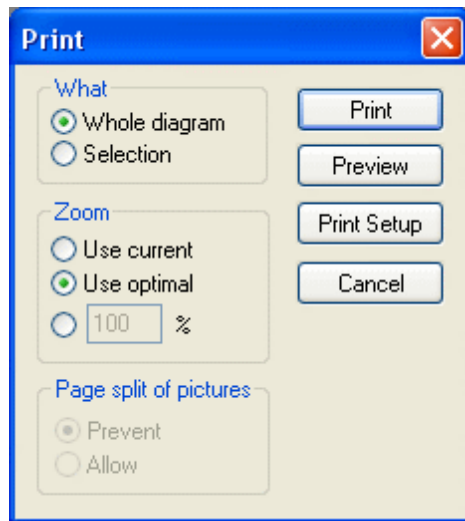 Print
What
Whole diagram
Selection
Zoom
Use current
Use optimal
100 %
Page split of pictures
Prevent
Allow
Print
Preview
Print Setup
Cancel